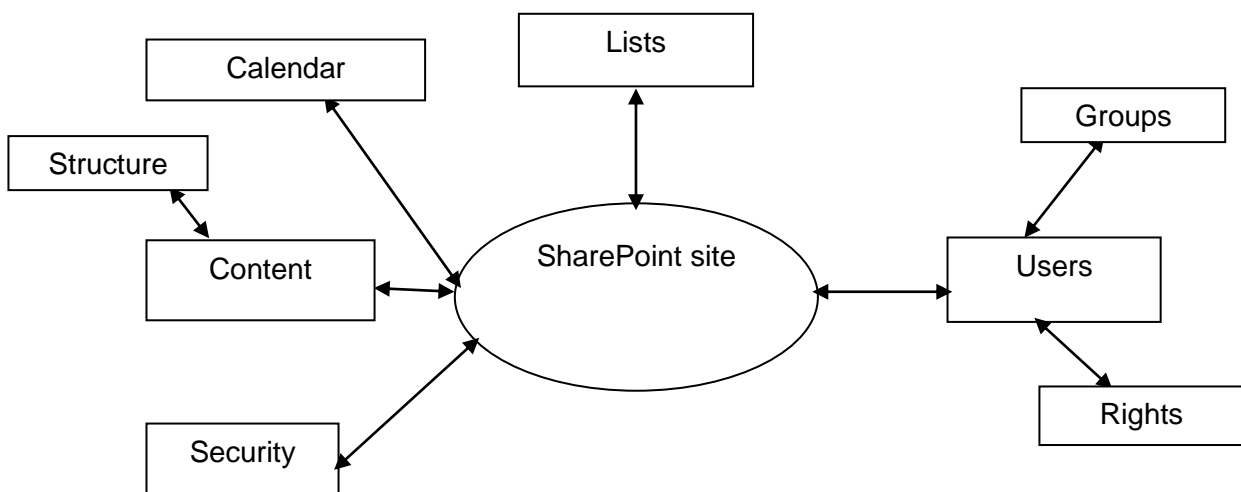 Lists
Calendar
Groups
Structure
SharePoint site
Content
Users
Rights
Security